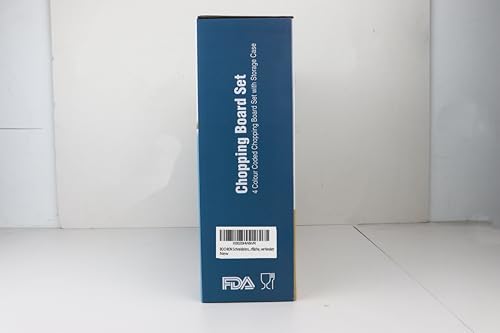 Chopping Board Set
4 Colour Coded Chopping Board Set with Storage Case
FDA